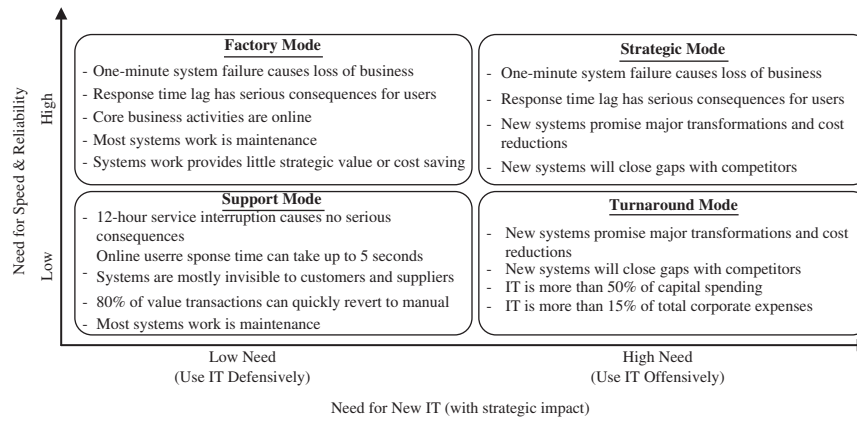 Need for Speed & Reliability
High
Low
Factory Mode
- One-minute system failure causes loss of business
- Response time lag has serious consequences for users
- Core business activities are online
- Most systems work is maintenance
- Systems work provides little strategic value or cost saving
Strategic Mode
- One-minute system failure causes loss of business
- Response time lag has serious consequences for users
- New systems promise major transformations and cost
reductions
- New systems will close gaps with competitors
Support Mode
- 12-hour service interruption causes no serious
consequences
Online userre sponse time can take up to 5 seconds
- Systems are mostly invisible to customers and suppliers
- 80% of value transactions can quickly revert to manual
- Most systems work is maintenance
Turnaround Mode
- New systems promise major transformations and cost
reductions
- New systems will close gaps with competitors
- IT is more than 50% of capital spending
- IT is more than 15% of total corporate expenses
Low Need
(Use IT Defensively)
High Need
(Use IT Offensively)
Need for New IT (with strategic impact)